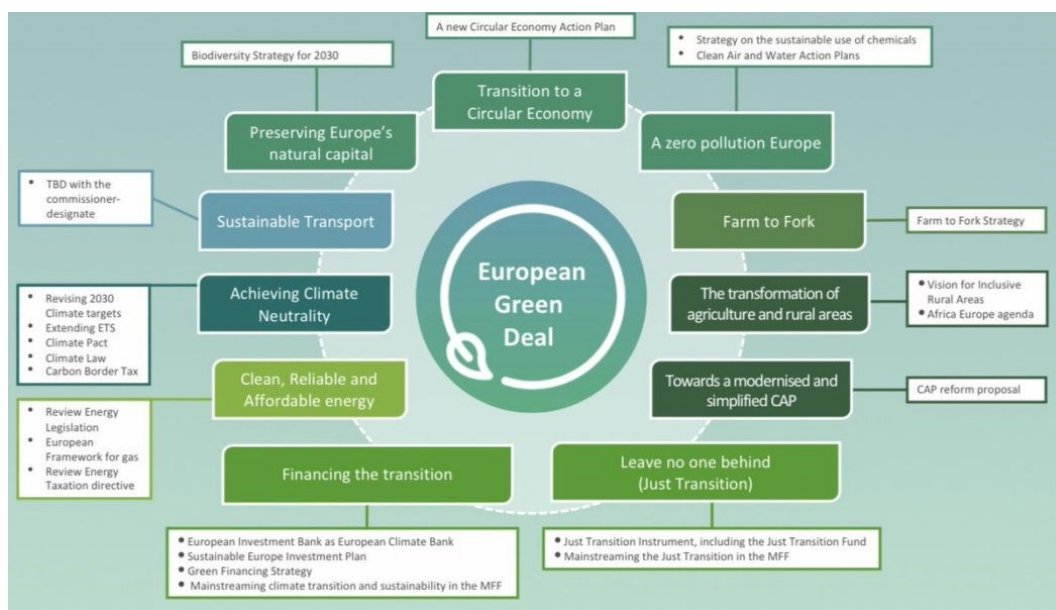 A new Circular Economy Action Plan
Transition to a
Circular Economy
Biodiversity Strategy for 2030
Preserving Europe's
natural capital
• Strategy on the sustainable use of chemicals
• Clean Air and Water Action Plans
A zero pollution Europe
• TBD with the
commissioner-
designate
Sustainable Transport
Farm to Fork
Farm to Fork Strategy
European
Green
Deal
• Revising 2030
Climate targets
• Extending ETS
• Climate Pact
• Climate Law
• Carbon Border Tax
Achieving Climate
Neutrality
The transformation of
agriculture and rural areas
• Vision for Inclusive
Rural Areas
• Africa Europe agenda
• Review Energy
Legislation
• European
Framework for gas
• Review Energy
Taxation directive
Clean, Reliable and
Affordable energy
Towards a modernised and
simplified CAP
CAP reform proposal
Financing the transition
• European Investment Bank as European Climate Bank
• Sustainable Europe Investment Plan
• Green Financing Strategy
• Mainstreaming climate transition and sustainability in the MFF
Leave no one behind
(Just Transition)
• Just Transition Instrument, including the Just Transition Fund
• Mainstreaming the Just Transition in the MFF